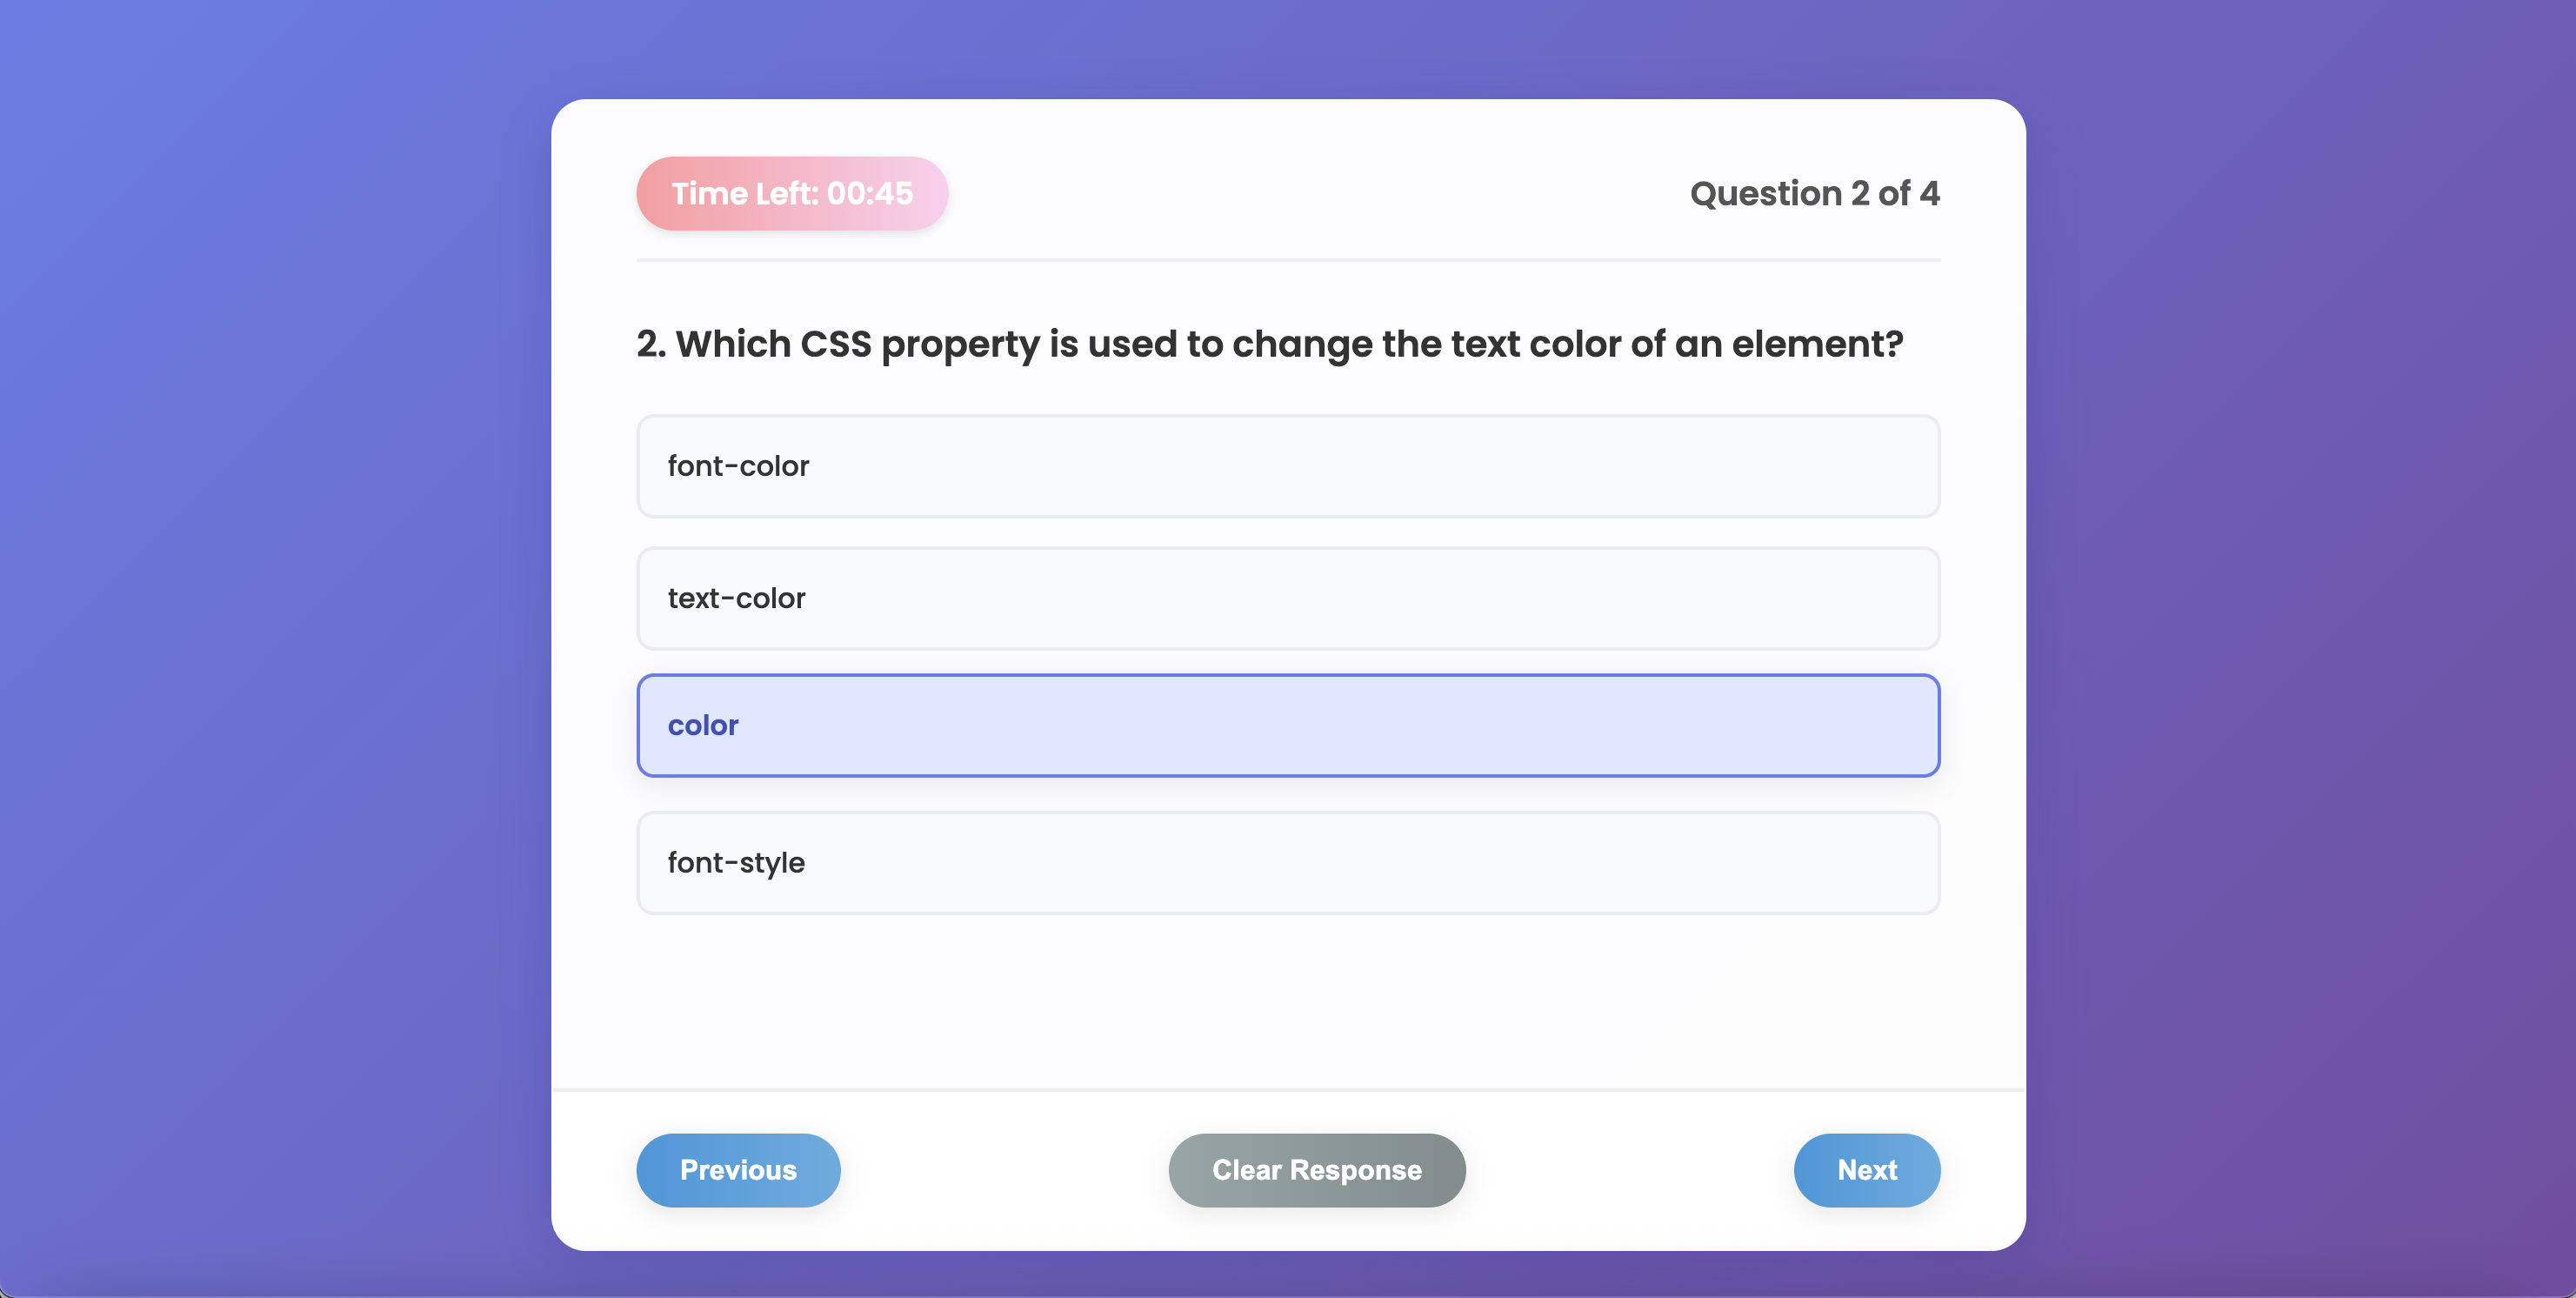 Time Left: 00:45
Question 2 of 4
2. Which CSS property is used to change the text color of an element?
font-color
text-color
color
font-style
Previous
Clear Response
Next